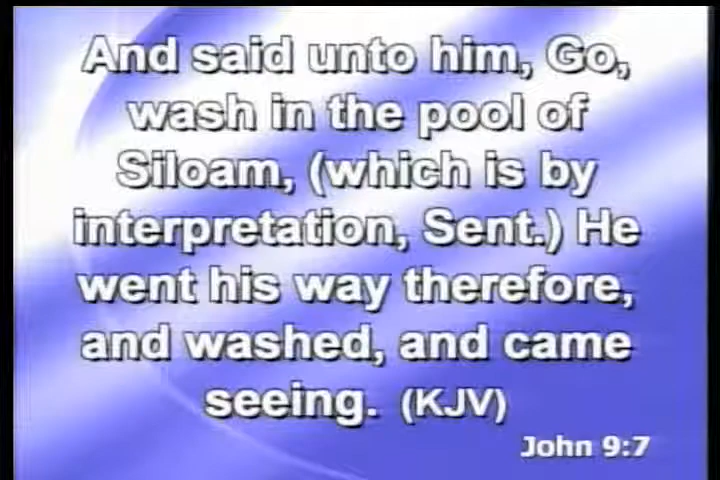 And said unto him, Go,
wash in the pool of
Siloam, (which is by
interpretation, Sent.) He
went his way therefore,
and washed, and came
seeing. (KJV)
John 9:7